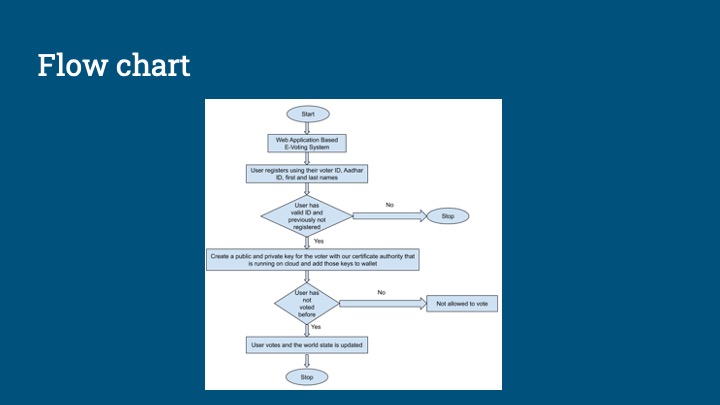 Flow chart
Start
Web Application Based
E-Voting System
User registers using their voter ID, Aadhar
ID, first and last names
User has
valid ID and
previously not
registered
No
Stop
Yes
Create a public and private key for the voter with our certificate authority that
is running on cloud and add those keys to wallet
User has
not
voted
before
No
Not allowed to vote
Yes
User votes and the world state is updated
Stop